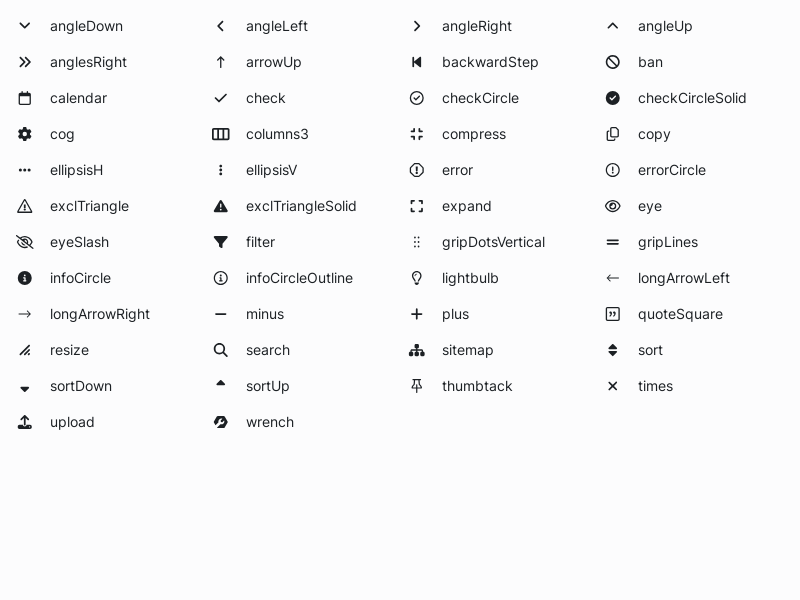 angleDown angleLeft angleRight angleUp
anglesRight arrowUp backwardStep ban
calendar check checkCircle checkCircleSolid
cog columns3 compress copy
ellipsisH ellipsisV error errorCircle
exclTriangle exclTriangleSolid expand eye
eyeSlash filter gripDotsVertical gripLines
infoCircle infoCircleOutline lightbulb longArrowLeft
longArrowRight minus plus quoteSquare
resize search sitemap sort
sortDown sortUp thumbtack times
upload wrench